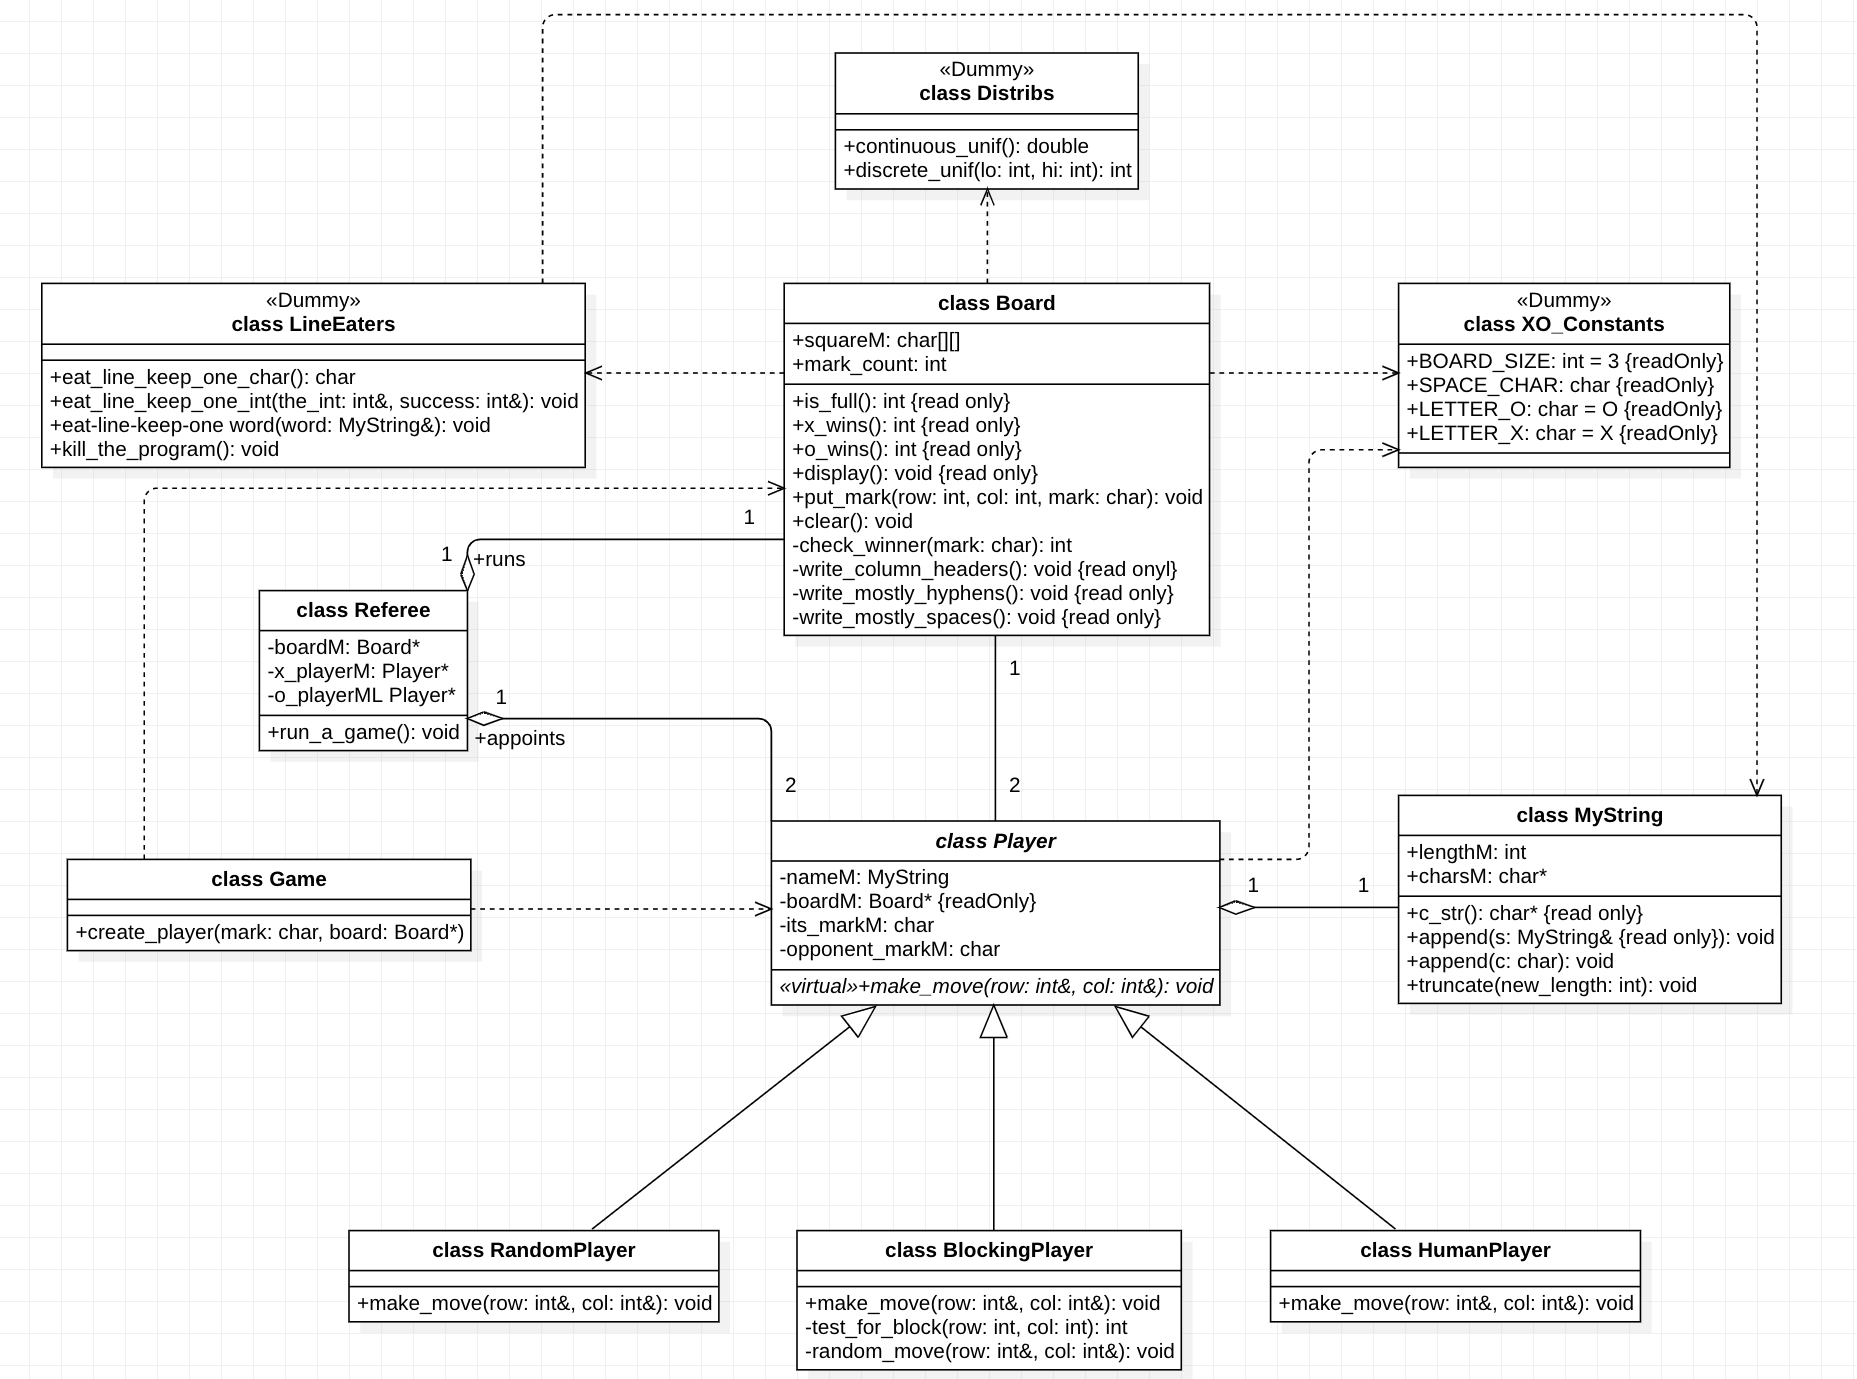 «Dummy»
class Distribs
+continuous_unif(): double
+discrete_unif(lo: int, hi: int): int
«Dummy»
class LineEaters
+eat_line_keep_one_char(): char
+eat_line_keep_one_int(the_int: int&, success: int&): void
+eat-line-keep-one word(word: MyString&): void
+kill_the_program(): void
class Board
+squareM: char[][]
+mark_count: int
+is_full(): int {read only}
+x_wins(): int {read only}
+o_wins(): int {read only}
+display(): void {read only}
+put_mark(row: int, col: int, mark: char): void
+clear(): void
-check_winner(mark: char): int
-write_column_headers(): void {read onyl}
-write_mostly_hyphens(): void {read only}
-write_mostly_spaces(): void {read only}
«Dummy»
class XO_Constants
+BOARD_SIZE: int = 3 {readOnly}
+SPACE_CHAR: char {readOnly}
+LETTER_O: char = O {readOnly}
+LETTER_X: char = X {readOnly}
1
1
+runs
class Referee
-boardM: Board*
-x_playerM: Player*
-o_playerML Player*
+run_a_game(): void
1
+appoints
2
1
2
class Game
+create_player(mark: char, board: Board*)
class Player
-nameM: MyString
-boardM: Board* {readOnly}
-its_markM: char
-opponent_markM: char
«virtual»+make_move(row: int&, col: int&): void
1
1
class MyString
+lengthM: int
+charsM: char*
+c_str(): char* {read only}
+append(s: MyString& {read only}): void
+append(c: char): void
+truncate(new_length: int): void
class RandomPlayer
+make_move(row: int&, col: int&): void
class BlockingPlayer
+make_move(row: int&, col: int&): void
-test_for_block(row: int, col: int): int
-random_move(row: int&, col: int&): void
class HumanPlayer
+make_move(row: int&, col: int&): void